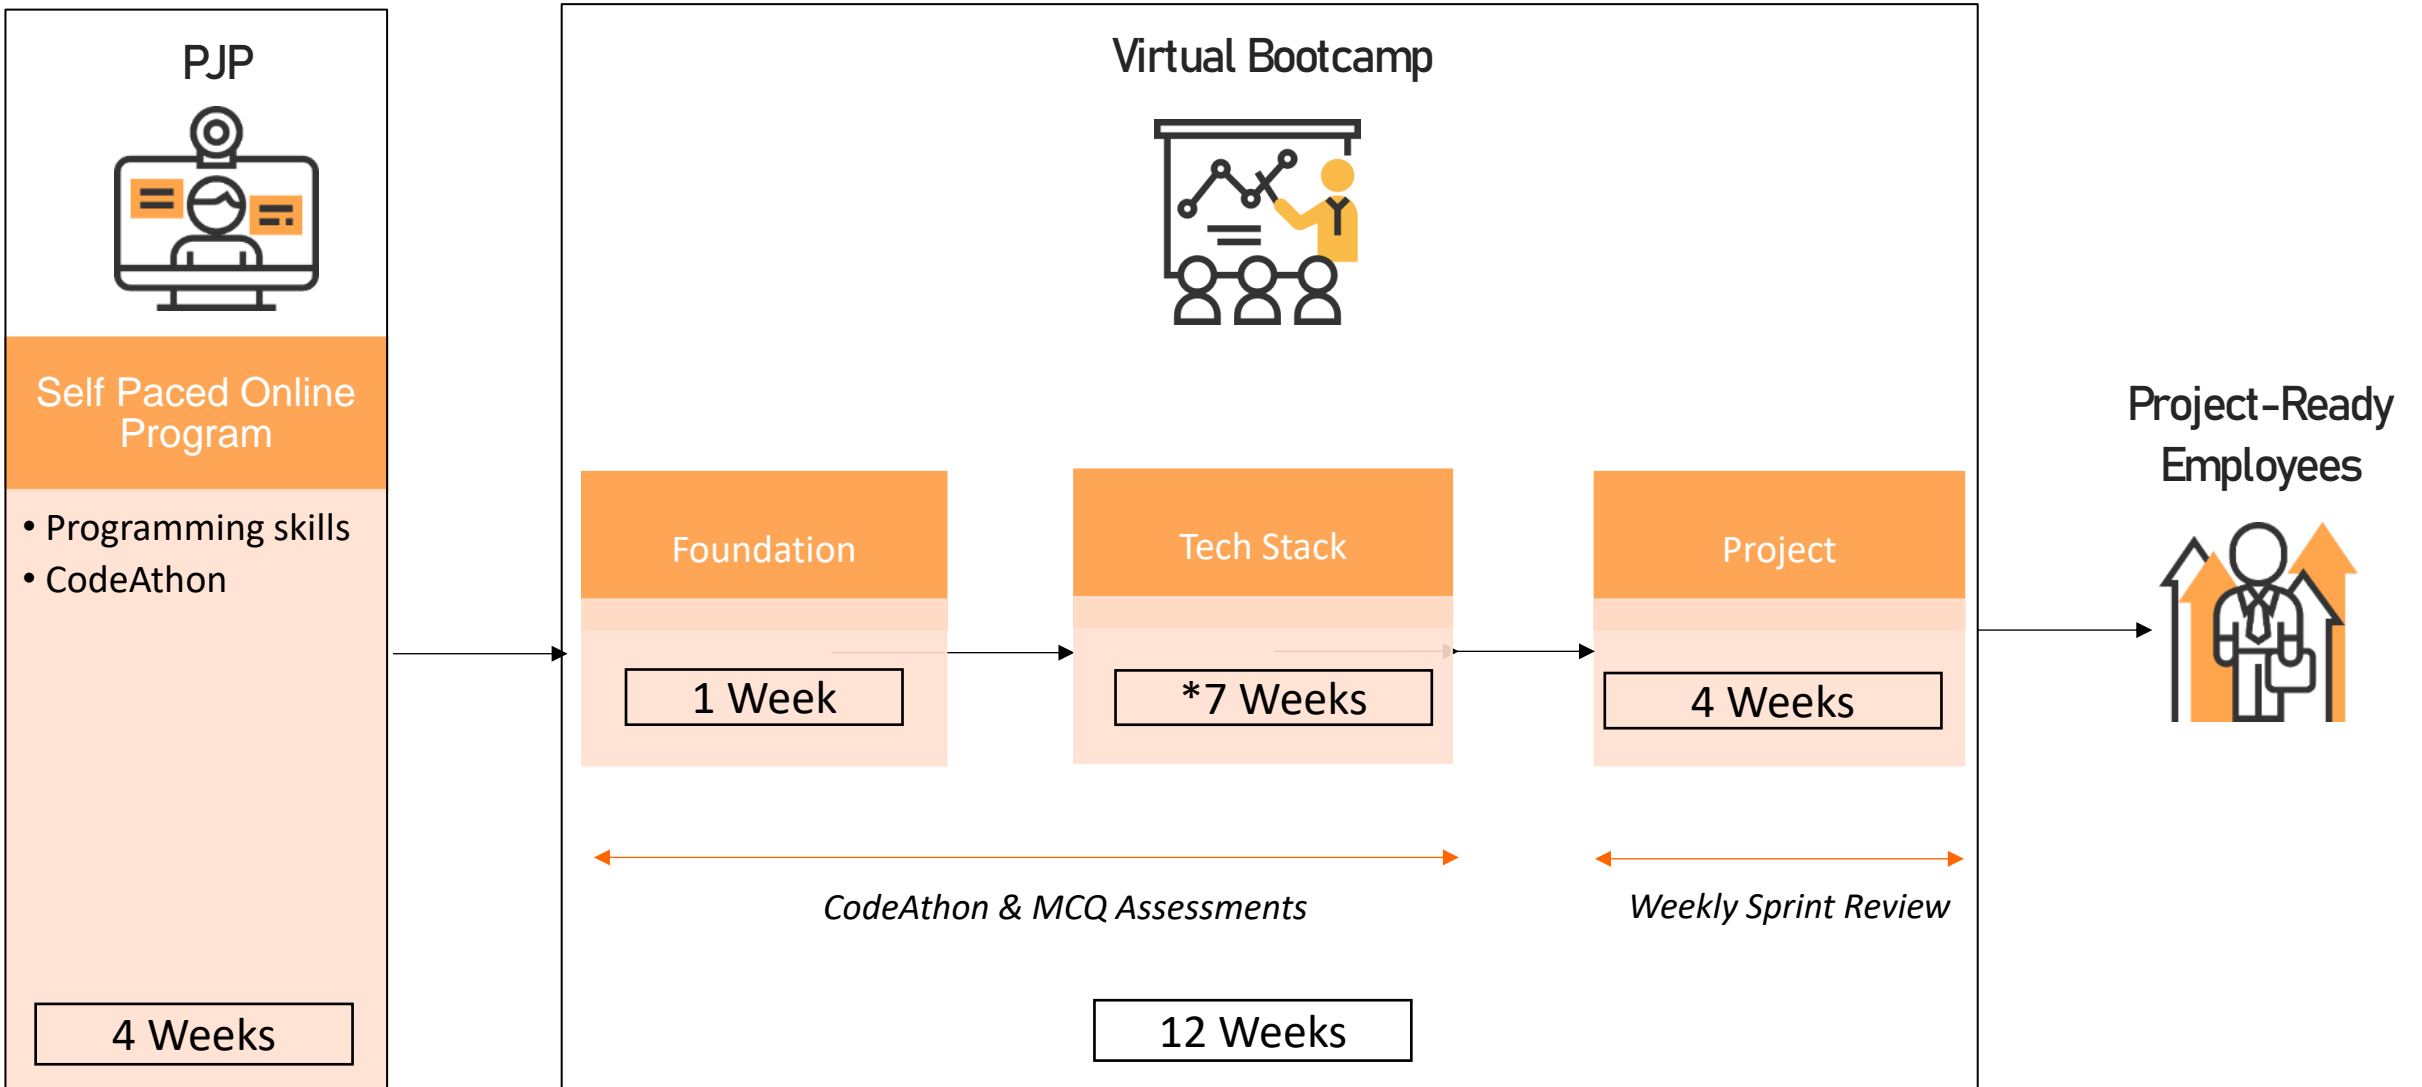 PJP
Self Paced Online
Program
• Programming skills
• CodeAthon
4 Weeks
Virtual Bootcamp
Foundation
1 Week
Tech Stack
*7 Weeks
Project
4 Weeks
CodeAthon & MCQ Assessments
Weekly Sprint Review
12 Weeks
Project-Ready
Employees